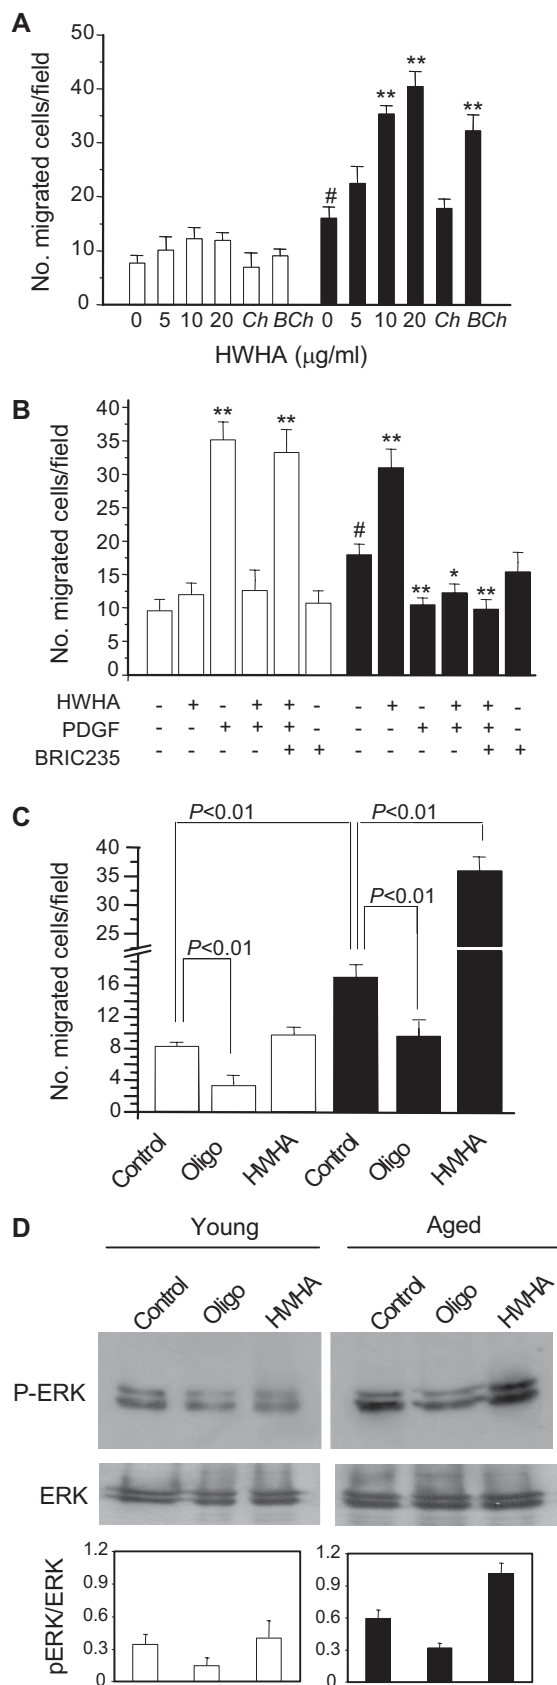 A
No. migrated cells/field
50
40
30
20
10
0
#
**
**
**
0 5 10 20 Ch BCh 0 5 10 20 Ch BCh
HWHA (μg/ml)
B
No. migrated cells/field
40
35
30
25
20
15
10
5
0
**
**
#
**
**
*
**
HWHA - + - + + - - + - + + -
PDGF - - + + + - - - + + + -
BRIC235 - - - - + + - - - - + +
C
No. migrated cells/field
40
35
30
25
16
12
8
4
0
P<0.01
P<0.01
P<0.01
P<0.01
Control Oligo HWHA Control Oligo HWHA
D
Young Aged
Control Oligo HWHA Control Oligo HWHA
P-ERK
ERK
pERK/ERK
1.2
0.9
0.6
0.3
0
1.2
0.9
0.6
0.3
0